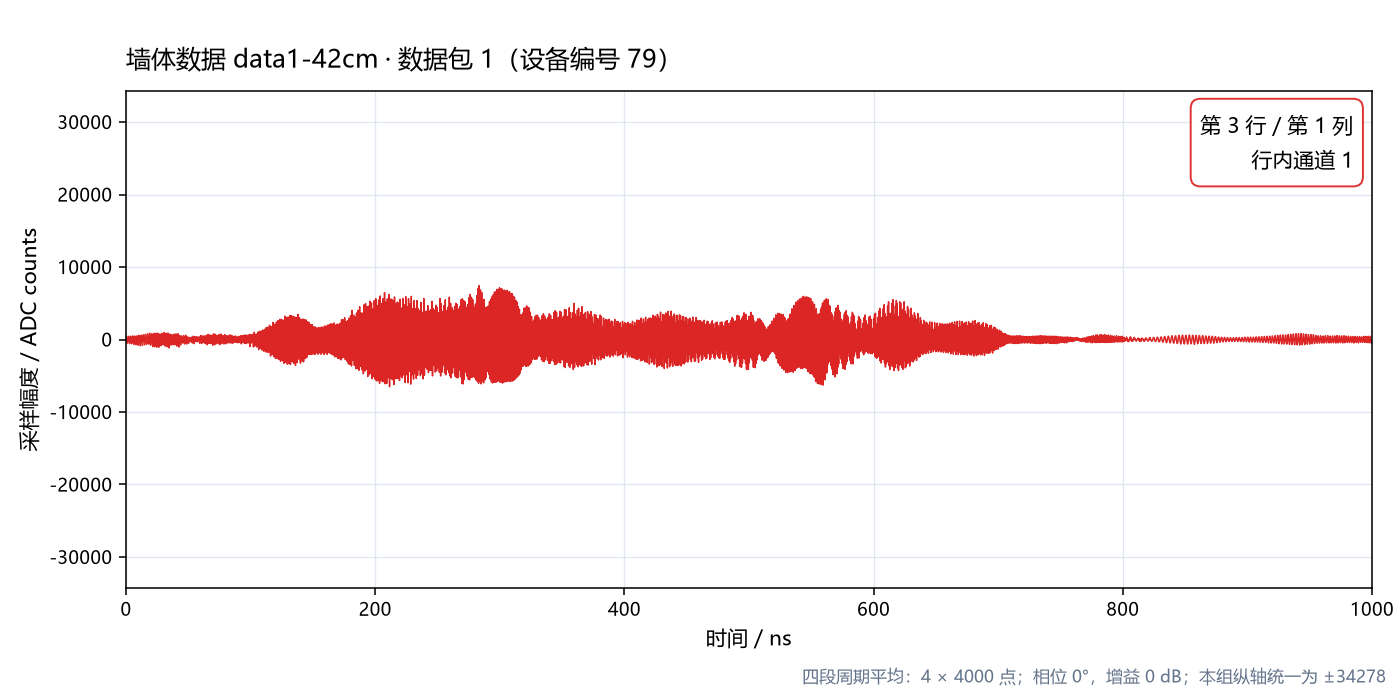 墙体数据 data1-42cm · 数据包 1（设备编号 79）
第 3 行 / 第 1 列
行内通道 1
30000
20000
10000
0
-10000
-20000
-30000
采样幅度 / ADC counts
0 200 400 600 800 1000
时间 / ns
四段周期平均：4 × 4000 点；相位 0°，增益 0 dB；本组纵轴统一为 ±34278